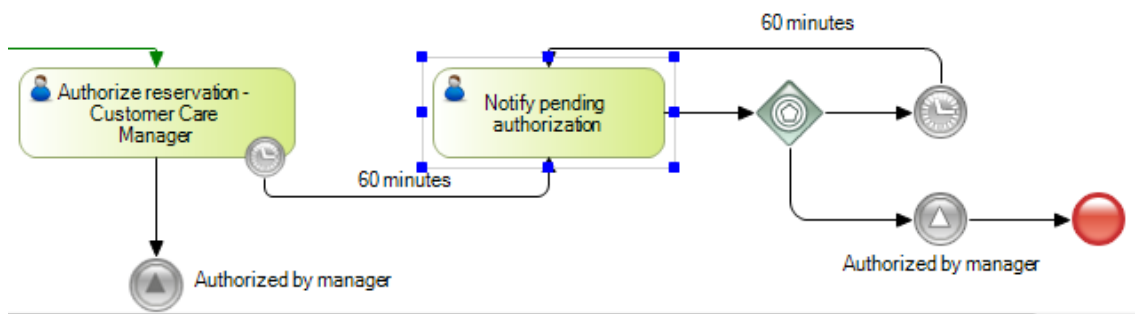 60 minutes
Authorize reservation -
Customer Care
Manager
Notify pending
authorization
60 minutes
Authorized by manager
Authorized by manager